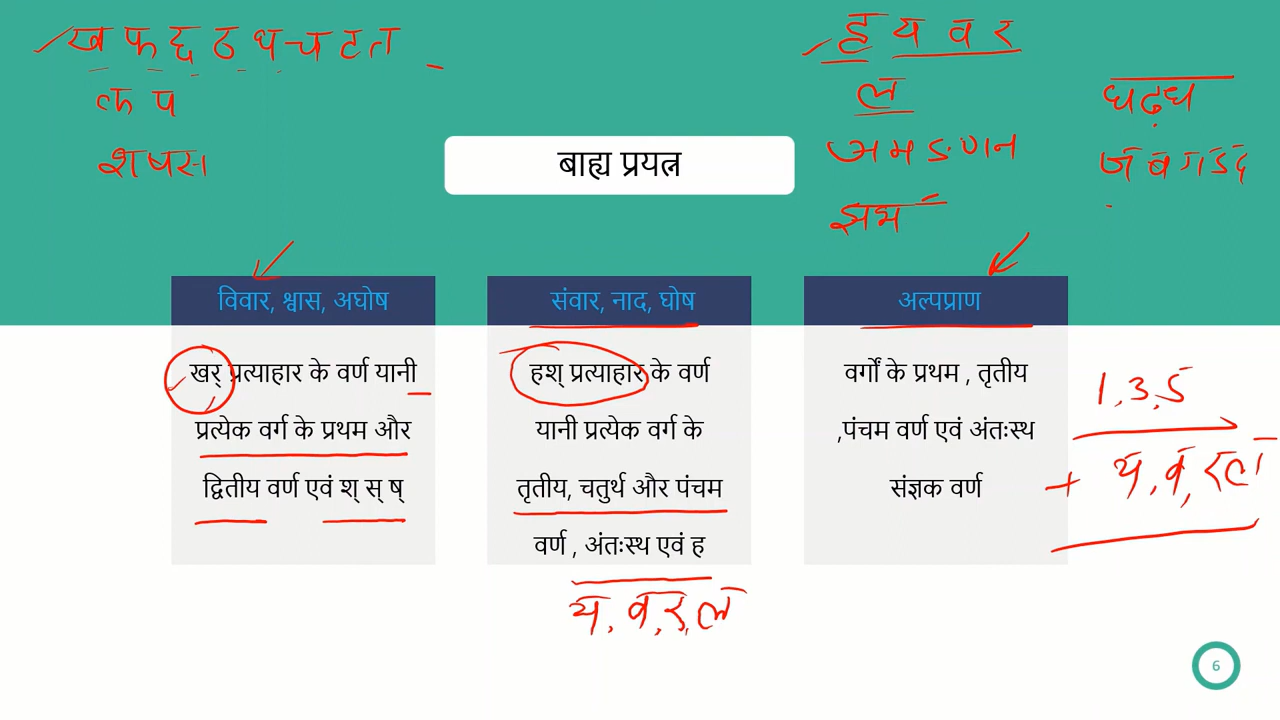 ख फ छ ठ थ च ट त
क प
श ष स
ह य व र
ल
ञ म ङ ण न
झ भ
घ ढ ध
ज ब ग ड द
बाह्य प्रयत्न
विवार, श्वास, अघोष
खर् प्रत्याहार के वर्ण यानी
प्रत्येक वर्ग के प्रथम और
द्वितीय वर्ण एवं श् स् ष्
संवार, नाद, घोष
हश् प्रत्याहार के वर्ण
यानी प्रत्येक वर्ग के
तृतीय, चतुर्थ और पंचम
वर्ण , अंतःस्थ एवं ह
य, व, र, ल
अल्पप्राण
वर्गों के प्रथम , तृतीय
,पंचम वर्ण एवं अंतःस्थ
संज्ञक वर्ण
1, 3, 5
+ य, व, र ल
6